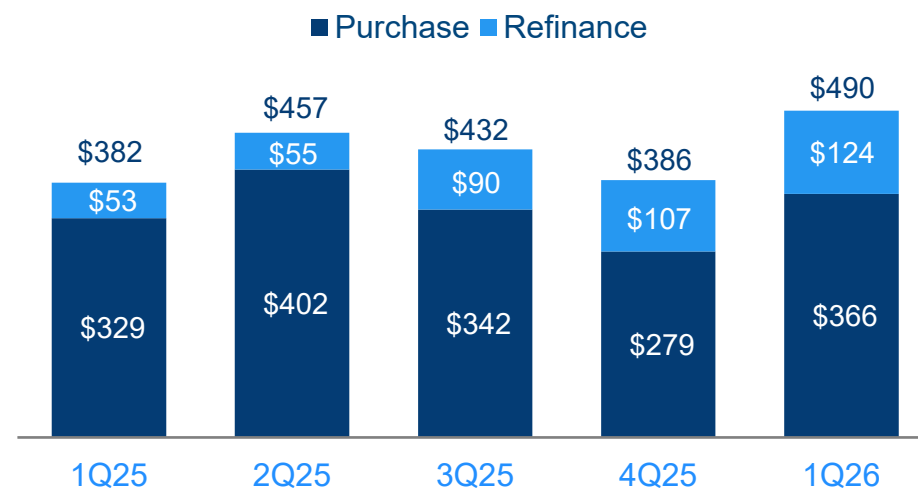 Purchase Refinance
$382 $457 $432 $386 $490
$53 $55 $90 $107 $124
$329 $402 $342 $279 $366
1Q25 2Q25 3Q25 4Q25 1Q26